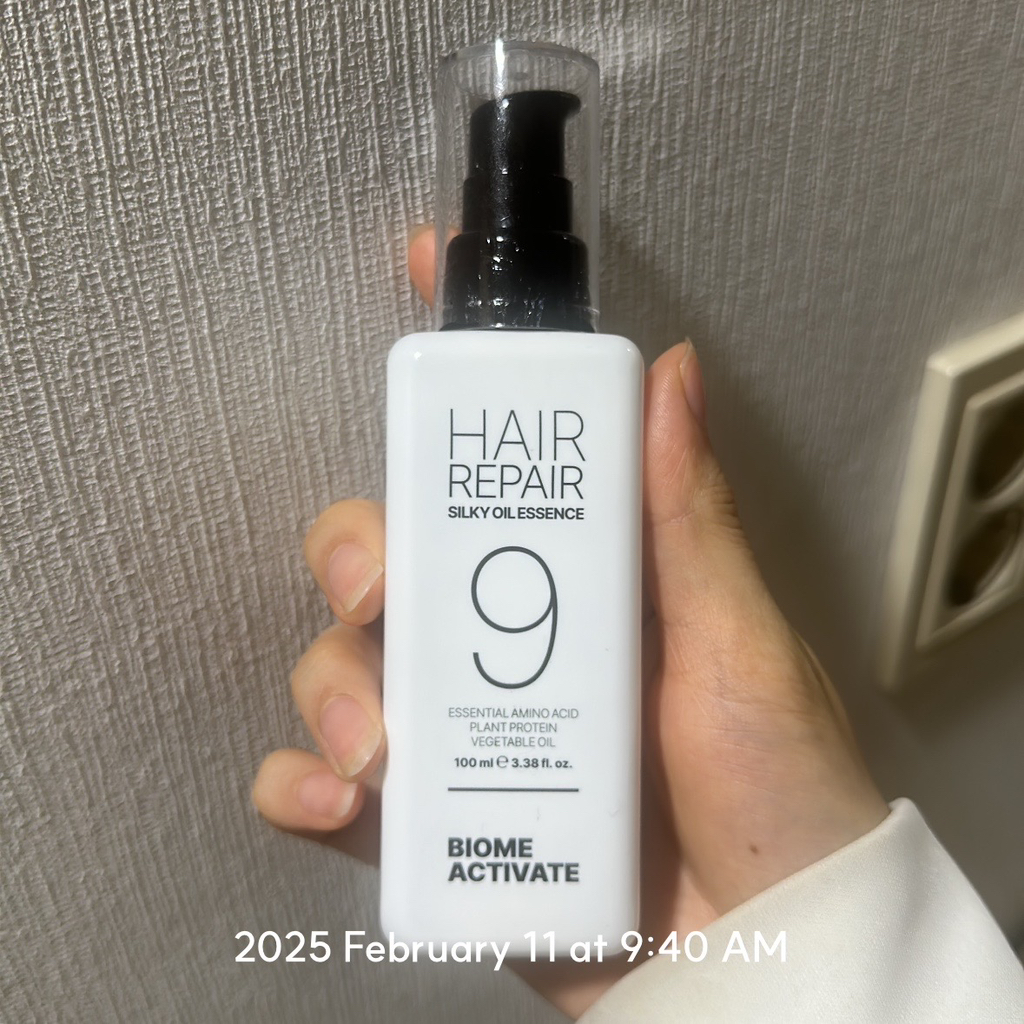 HAIR
REPAIR
SILKY OIL ESSENCE
9
ESSENTIAL AMINO ACID
PLANT PROTEIN
VEGETABLE OIL
100 ml ℮ 3.38 fl. oz.
BIOME
ACTIVATE
2025 February 11 at 9:40 AM